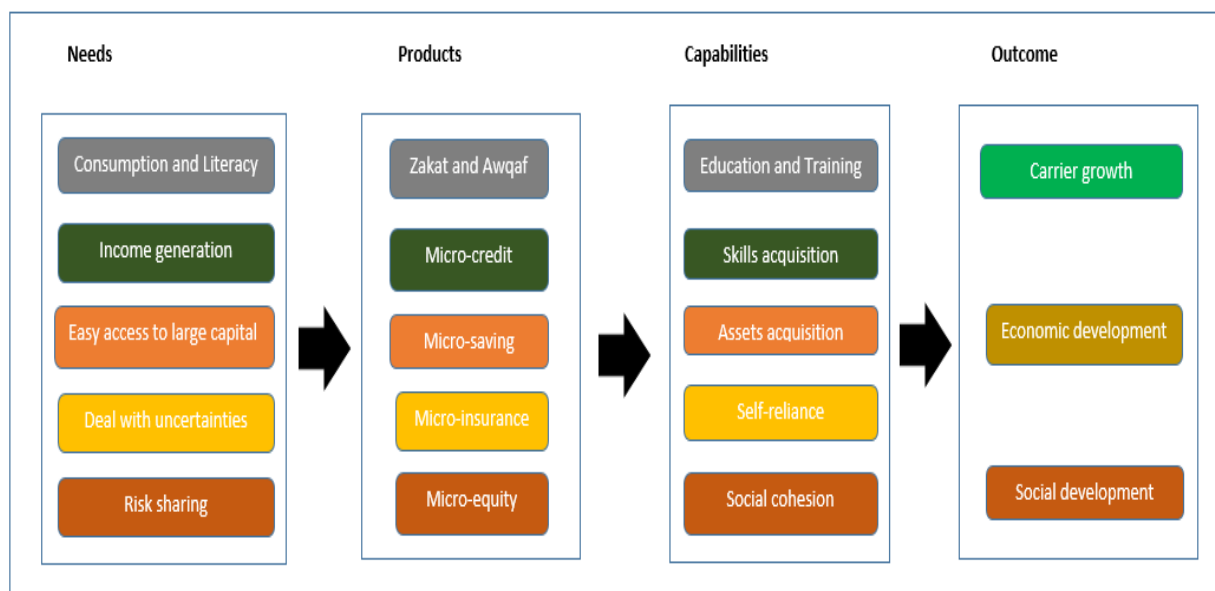 Needs
Products
Capabilities
Outcome
Consumption and Literacy
Income generation
Easy access to large capital
Deal with uncertainties
Risk sharing
Zakat and Awqaf
Micro-credit
Micro-saving
Micro-insurance
Micro-equity
Education and Training
Skills acquisition
Assets acquisition
Self-reliance
Social cohesion
Carrier growth
Economic development
Social development